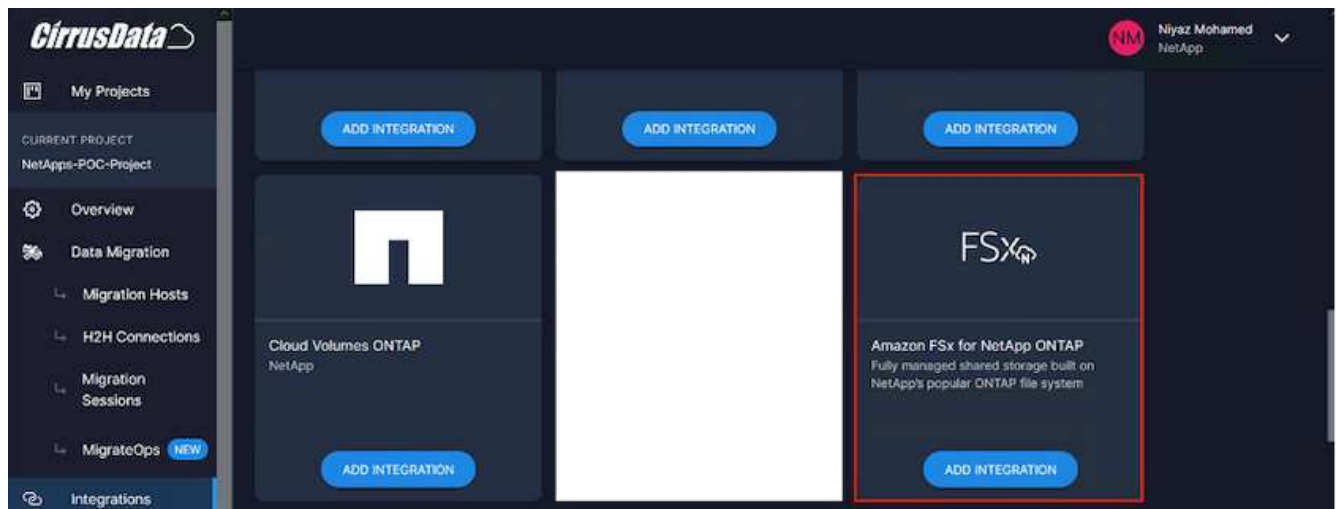 CirrusData
NM
Niyaz Mohamed
NetApp
My Projects
CURRENT PROJECT
NetApps-POC-Project
Overview
Data Migration
Migration Hosts
H2H Connections
Migration
Sessions
MigrateOps NEW
Integrations
ADD INTEGRATION
ADD INTEGRATION
ADD INTEGRATION
Cloud Volumes ONTAP
NetApp
ADD INTEGRATION
FSxN
Amazon FSx for NetApp ONTAP
Fully managed shared storage built on
NetApp's popular ONTAP file system
ADD INTEGRATION